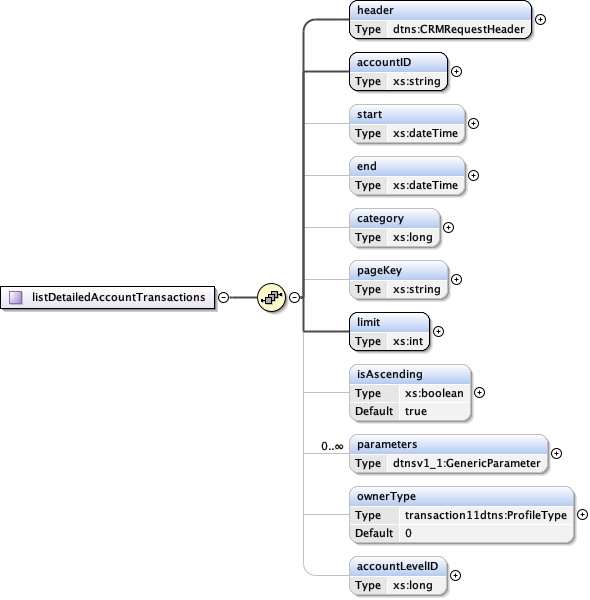 header
Type dtns:CRMRequestHeader
accountID
Type xs:string
start
Type xs:dateTime
end
Type xs:dateTime
category
Type xs:long
pageKey
Type xs:string
listDetailedAccountTransactions
limit
Type xs:int
isAscending
Type xs:boolean
Default true
0..∞
parameters
Type dtnsv1_1:GenericParameter
ownerType
Type transaction11dtns:ProfileType
Default 0
accountLevelID
Type xs:long